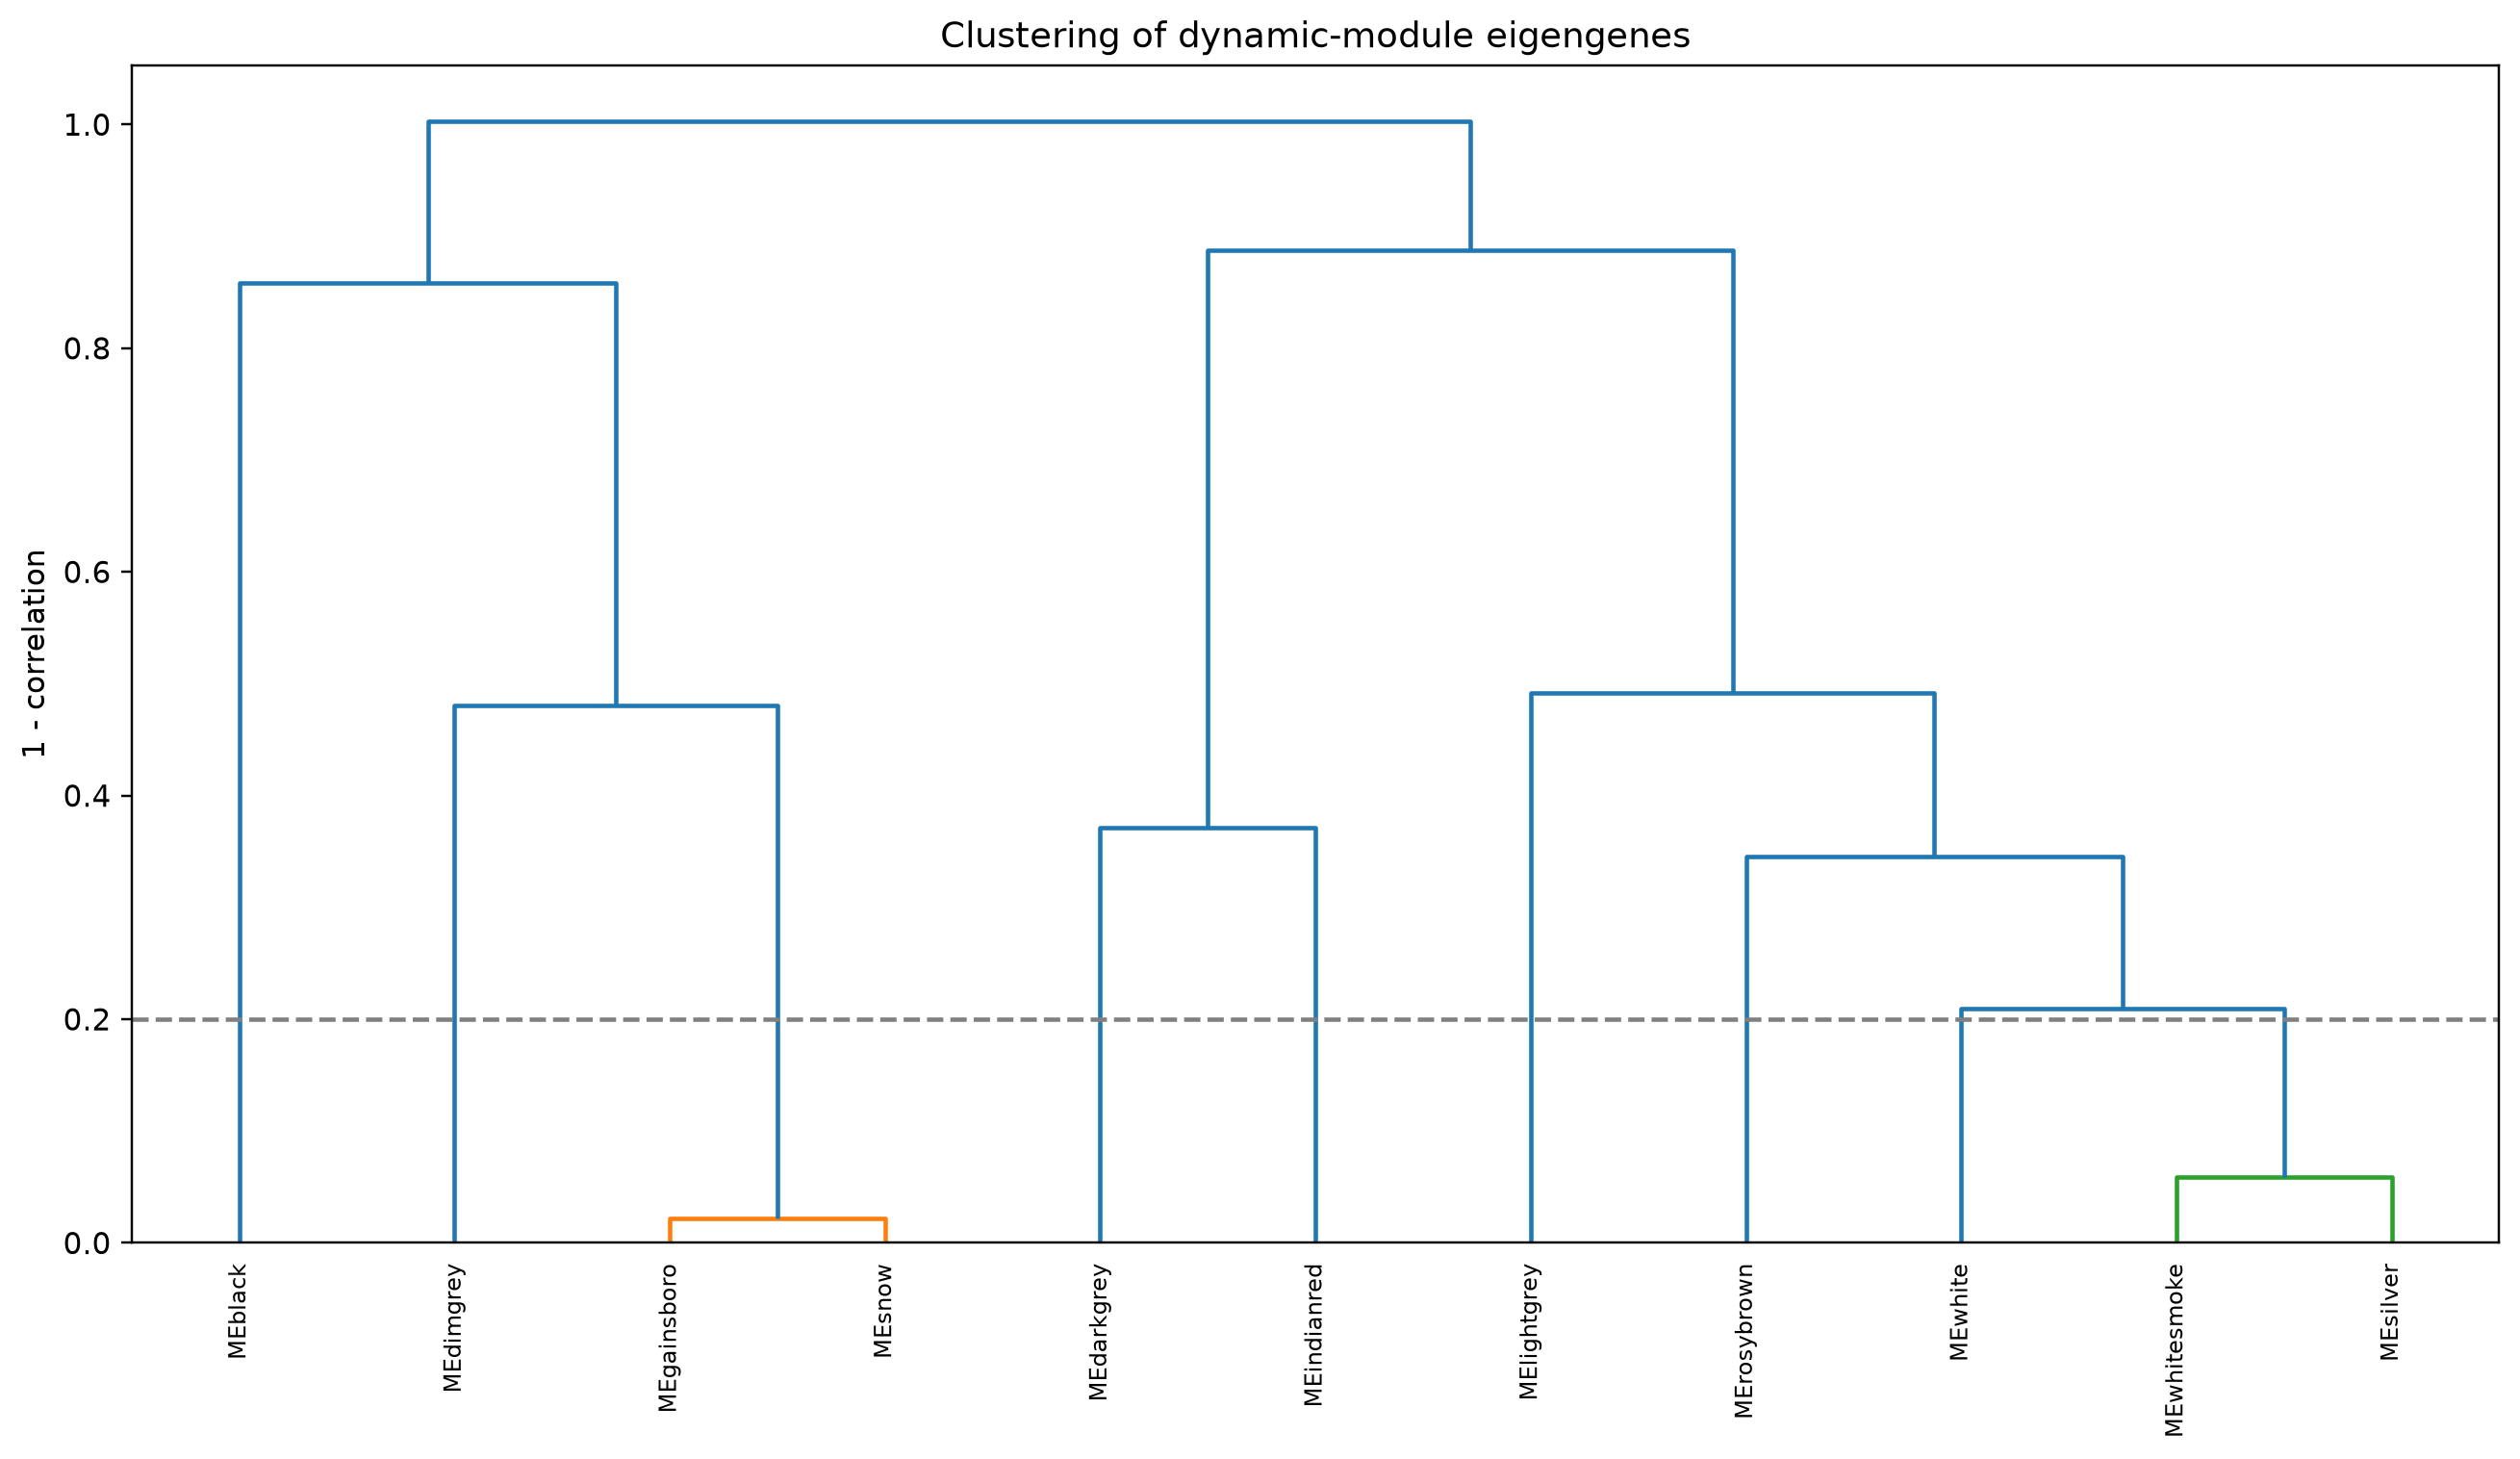 Clustering of dynamic-module eigengenes
1 - correlation
1.0
0.8
0.6
0.4
0.2
0.0
MEblack
MEdimgrey
MEgainsboro
MEsnow
MEdarkgrey
MEindianred
MElightgrey
MErosybrown
MEwhite
MEwhitesmoke
MEsilver